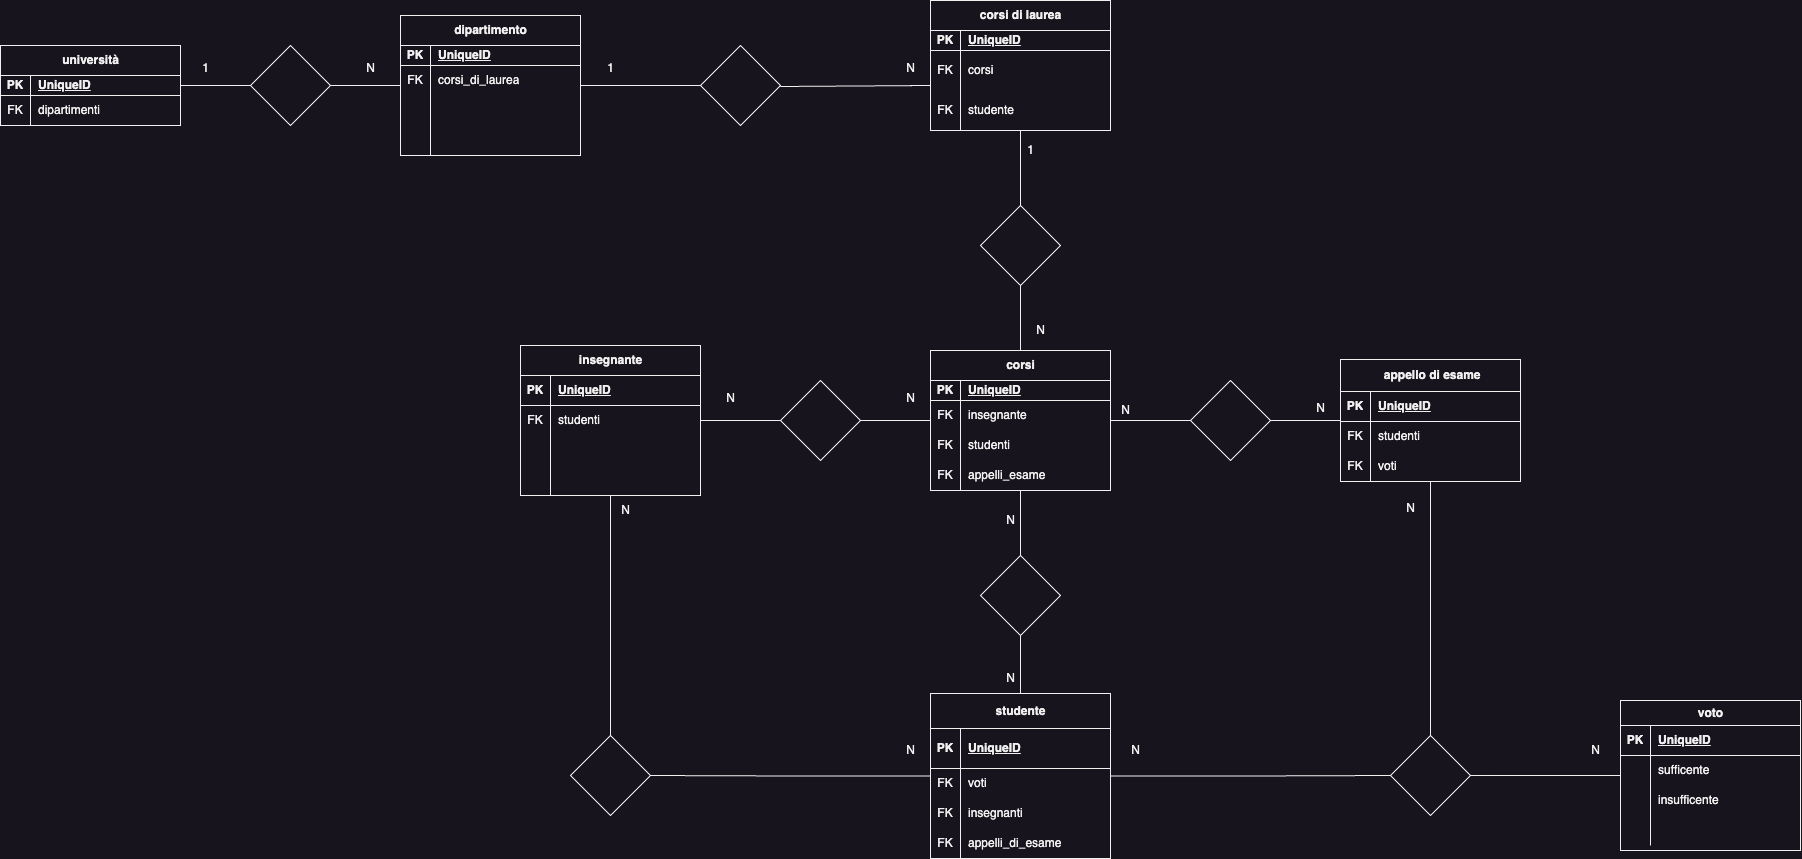 corsi di laurea
PK UniqueID
FK corsi
FK studente
dipartimento
PK UniqueID
FK corsi_di_laurea
università
PK UniqueID
FK dipartimenti
1
N
1
N
1
N
insegnante
PK UniqueID
FK studenti
N
N
corsi
PK UniqueID
FK insegnante
FK studenti
FK appelli_esame
N
N
appello di esame
PK UniqueID
FK studenti
FK voti
N
N
N
N
studente
PK UniqueID
FK voti
FK insegnanti
FK appelli_di_esame
N
N
N
voto
PK UniqueID
sufficente
insufficente